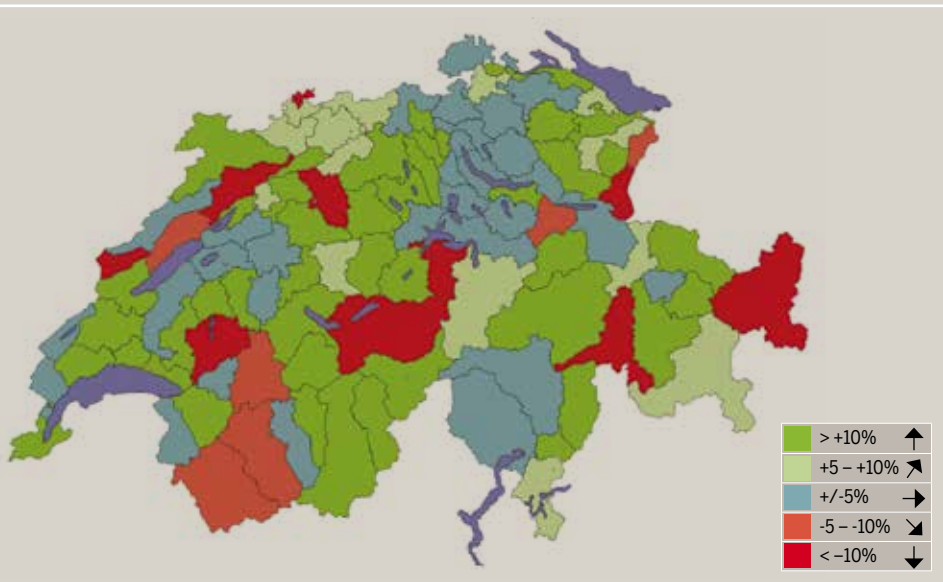 > +10%
+5 – +10%
+/-5%
-5 – -10%
< –10%